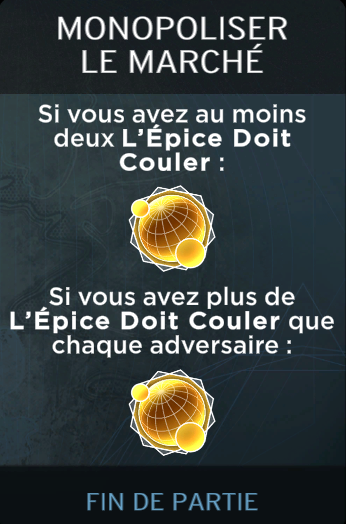 MONOPOLISER
LE MARCHÉ
Si vous avez au moins
deux L'Épice Doit
Couler :
Si vous avez plus de
L'Épice Doit Couler que
chaque adversaire :
FIN DE PARTIE